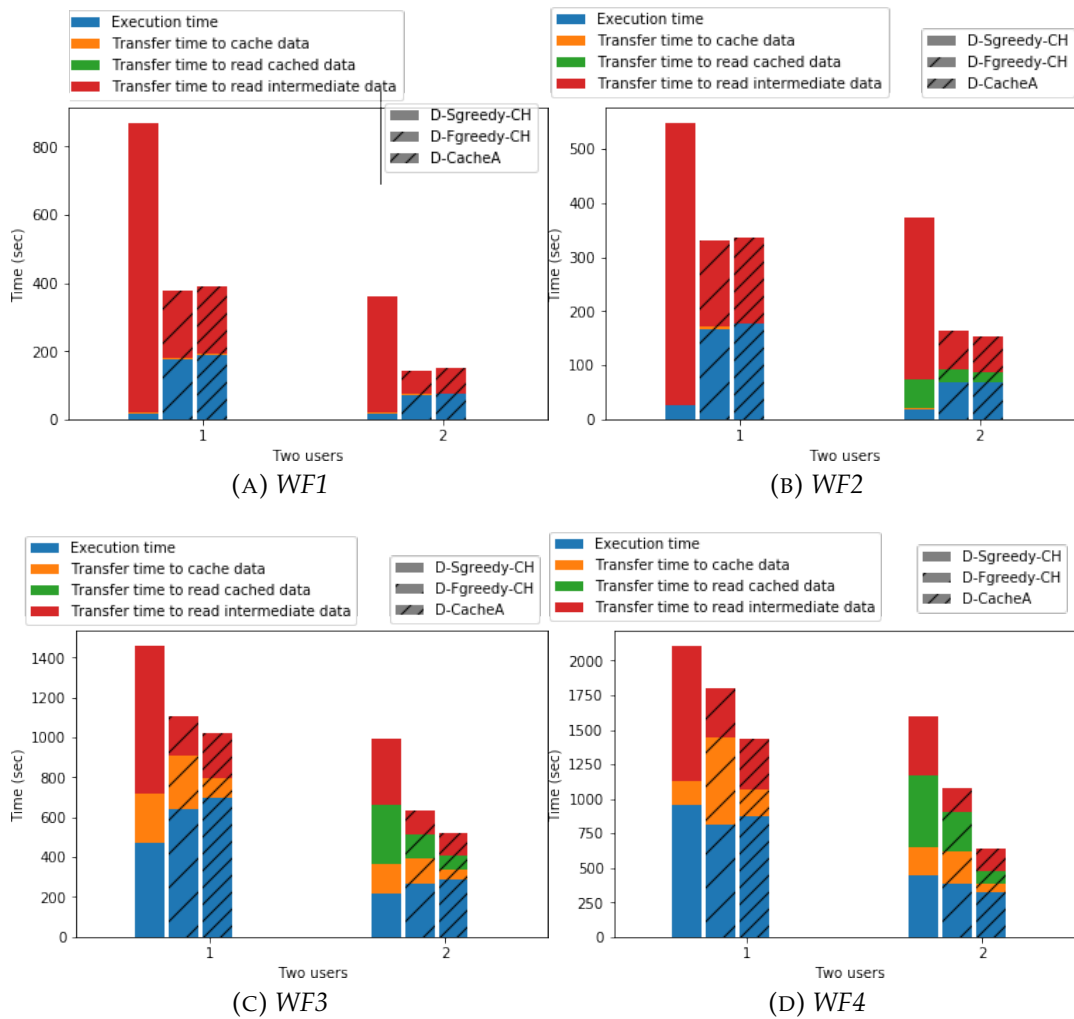 Execution time
Transfer time to cache data
Transfer time to read cached data
Transfer time to read intermediate data
D-Sgreedy-CH
D-Fgreedy-CH
D-CacheA
800
600
400
200
0
Time (sec)
1
2
Two users
(A) WF1
Execution time
Transfer time to cache data
Transfer time to read cached data
Transfer time to read intermediate data
D-Sgreedy-CH
D-Fgreedy-CH
D-CacheA
500
400
300
200
100
0
Time (sec)
1
2
Two users
(B) WF2
Execution time
Transfer time to cache data
Transfer time to read cached data
Transfer time to read intermediate data
D-Sgreedy-CH
D-Fgreedy-CH
D-CacheA
1400
1200
1000
800
600
400
200
0
Time (sec)
1
2
Two users
(C) WF3
Execution time
Transfer time to cache data
Transfer time to read cached data
Transfer time to read intermediate data
D-Sgreedy-CH
D-Fgreedy-CH
D-CacheA
2000
1750
1500
1250
1000
750
500
250
0
Time (sec)
1
2
Two users
(D) WF4